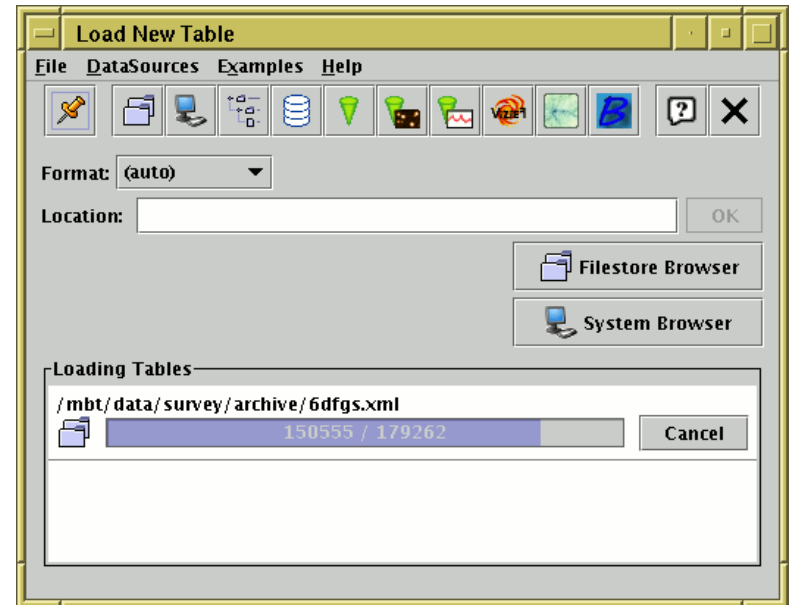 Load New Table
File DataSources Examples Help
VizieR B ?
Format: (auto)
Location: OK
Filestore Browser
System Browser
Loading Tables
/mbt/data/survey/archive/6dfgs.xml
150555 / 179262 Cancel